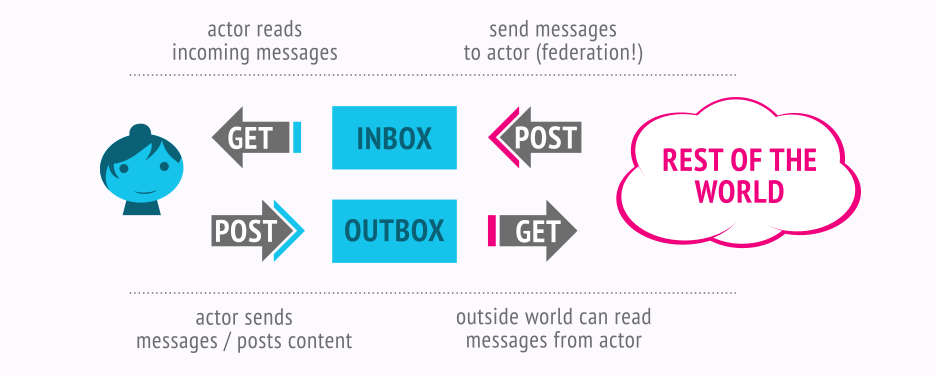 actor reads
incoming messages
send messages
to actor (federation!)
GET
INBOX
POST
REST OF THE
WORLD
POST
OUTBOX
GET
actor sends
messages / posts content
outside world can read
messages from actor